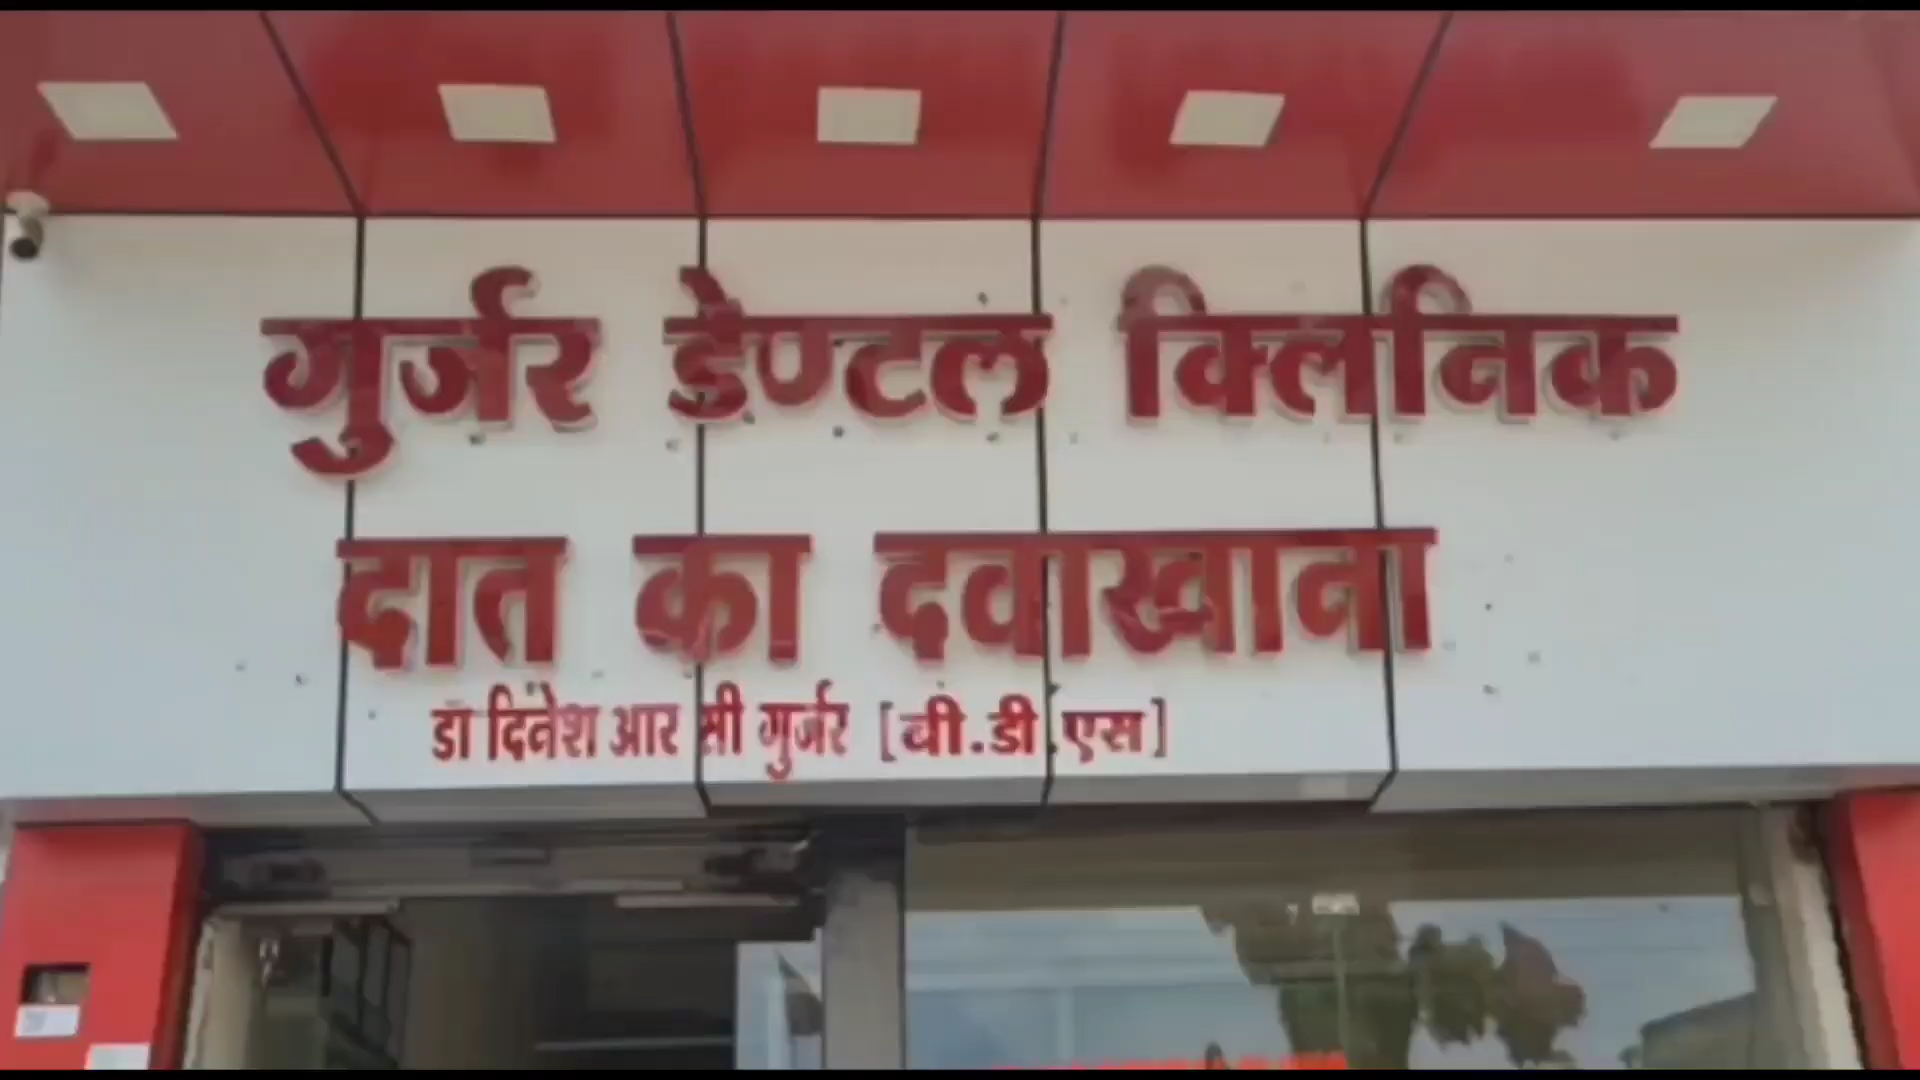 गुर्जर डेण्टल क्लिनिक
दात का दवाखाना
डा दिनेश आर सी गुर्जर [बी.डी.एस]